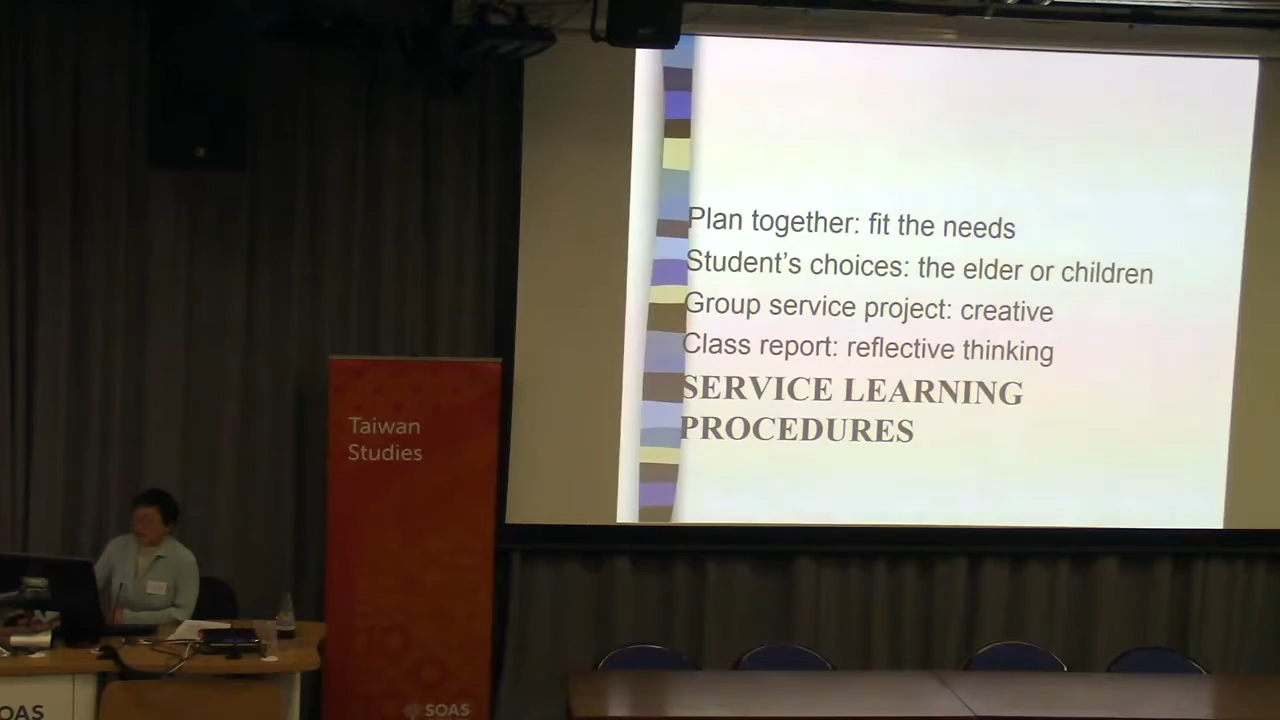 Plan together: fit the needs
Student's choices: the elder or children
Group service project: creative
Class report: reflective thinking
SERVICE LEARNING
PROCEDURES
Taiwan
Studies
SOAS
OAS